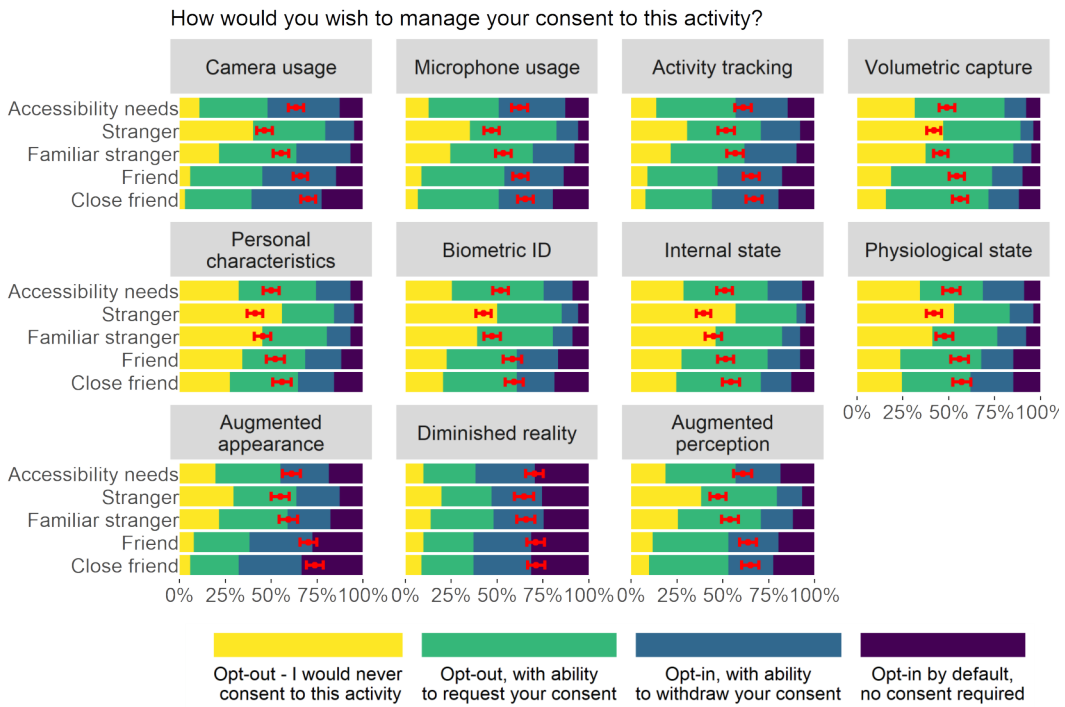 How would you wish to manage your consent to this activity?
Camera usage
Microphone usage
Activity tracking
Volumetric capture
Accessibility needs
Stranger
Familiar stranger
Friend
Close friend
Personal
characteristics
Biometric ID
Internal state
Physiological state
Accessibility needs
Stranger
Familiar stranger
Friend
Close friend
0% 25% 50% 75% 100%
Augmented
appearance
Diminished reality
Augmented
perception
Accessibility needs
Stranger
Familiar stranger
Friend
Close friend
0% 25% 50% 75% 100% 0% 25% 50% 75% 100% 0% 25% 50% 75% 100%
Opt-out - I would never
consent to this activity
Opt-out, with ability
to request your consent
Opt-in, with ability
to withdraw your consent
Opt-in by default,
no consent required